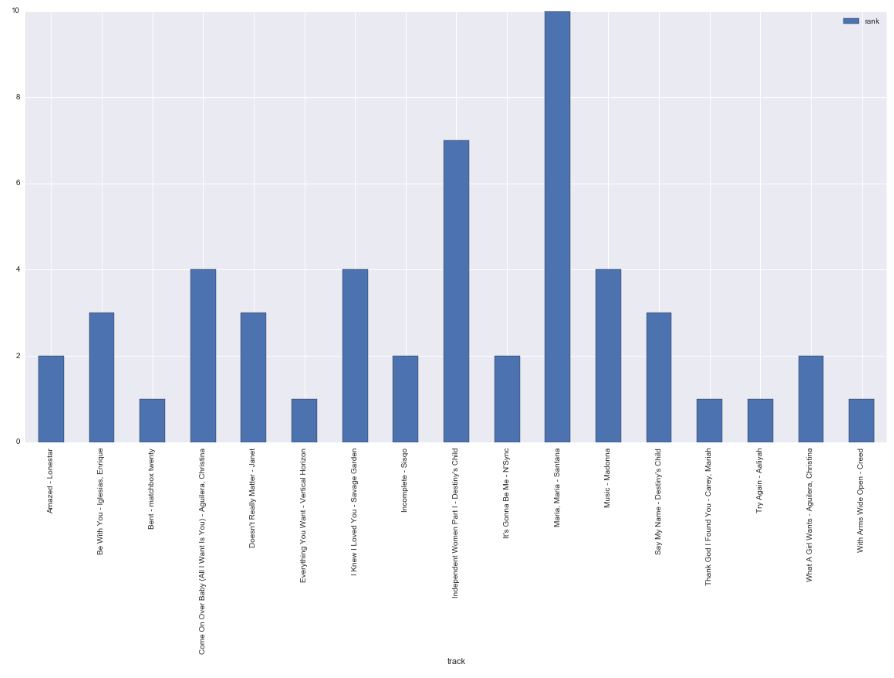 10
8
6
4
2
0
rank
Amazed - Lonestar
Be With You - Iglesias, Enrique
Bent - matchbox twenty
Come On Over Baby (All I Want Is You) - Aguilera, Christina
Doesn't Really Matter - Janet
Everything You Want - Vertical Horizon
I Knew I Loved You - Savage Garden
Incomplete - Sisqo
Independent Women Part I - Destiny's Child
It's Gonna Be Me - N'Sync
Maria, Maria - Santana
Music - Madonna
Say My Name - Destiny's Child
Thank God I Found You - Carey, Mariah
Try Again - Aaliyah
What A Girl Wants - Aguilera, Christina
With Arms Wide Open - Creed
track